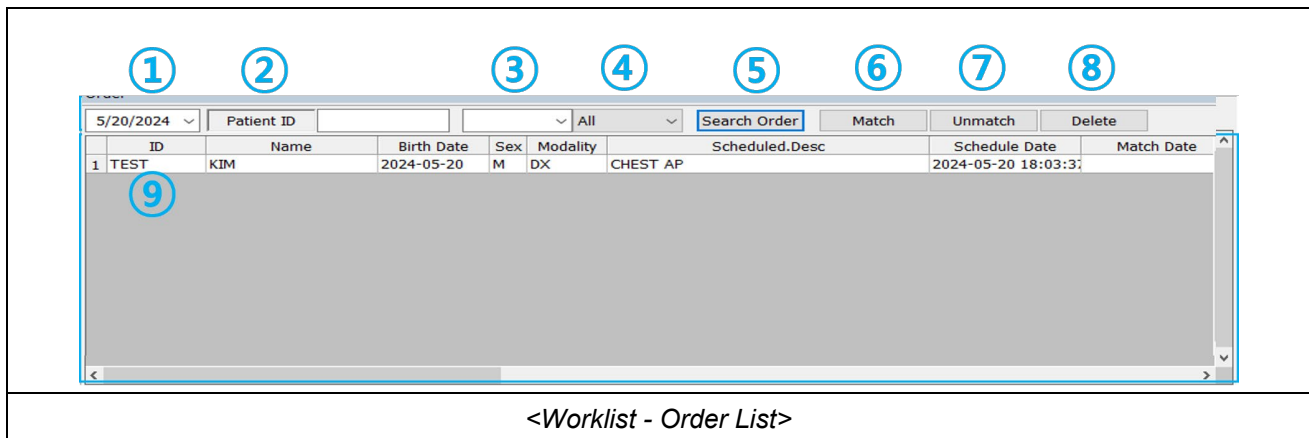 ① ② ③ ④ ⑤ ⑥ ⑦ ⑧
Order
5/20/2024 Patient ID All Search Order Match Unmatch Delete
ID Name Birth Date Sex Modality Scheduled.Desc Schedule Date Match Date
1 TEST KIM 2024-05-20 M DX CHEST AP 2024-05-20 18:03:37
⑨
<Worklist - Order List>